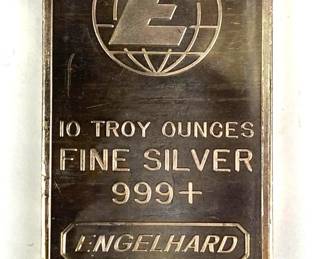 E
10 TROY OUNCES
FINE SILVER
999+
ENGELHARD